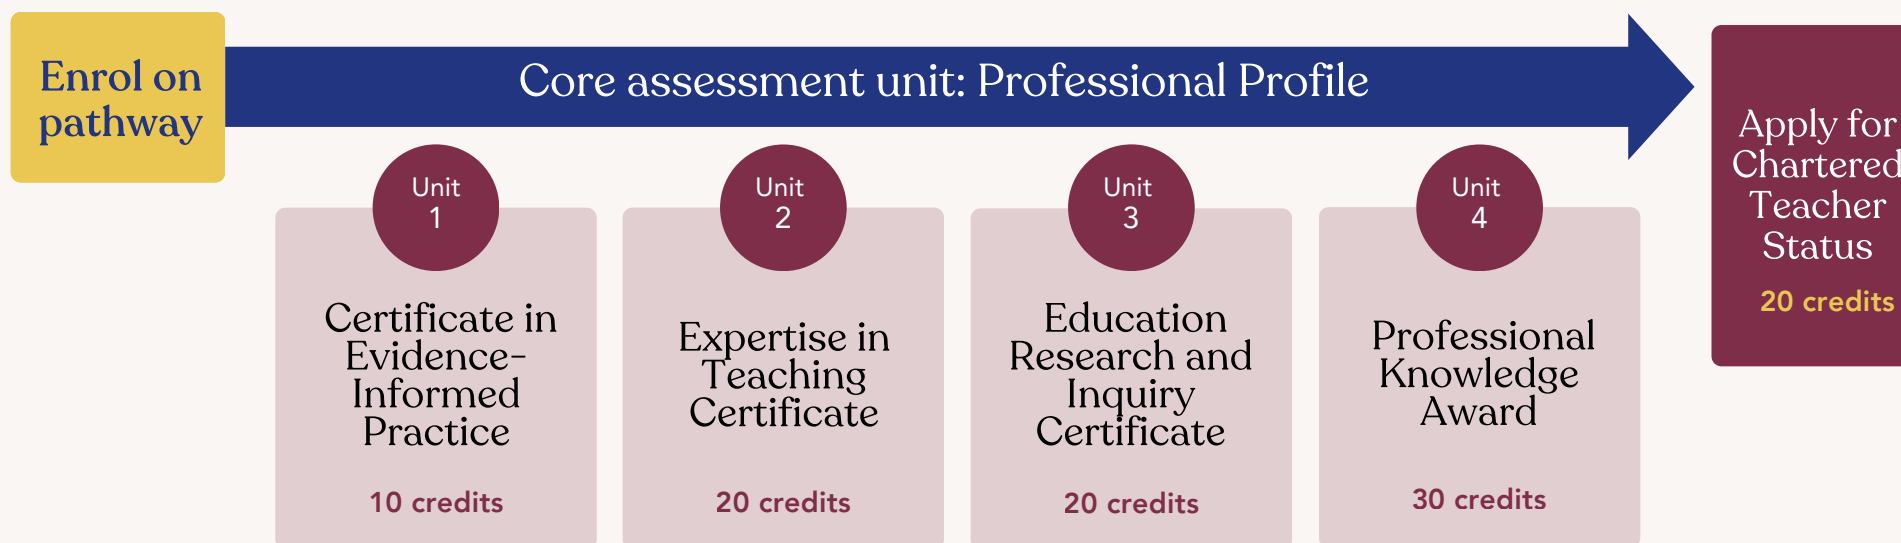 Enrol on
pathway
Core assessment unit: Professional Profile
Unit
1
Certificate in
Evidence-
Informed
Practice
10 credits
Unit
2
Expertise in
Teaching
Certificate
20 credits
Unit
3
Education
Research and
Inquiry
Certificate
20 credits
Unit
4
Professional
Knowledge
Award
30 credits
Apply for
Chartered
Teacher
Status
20 credits